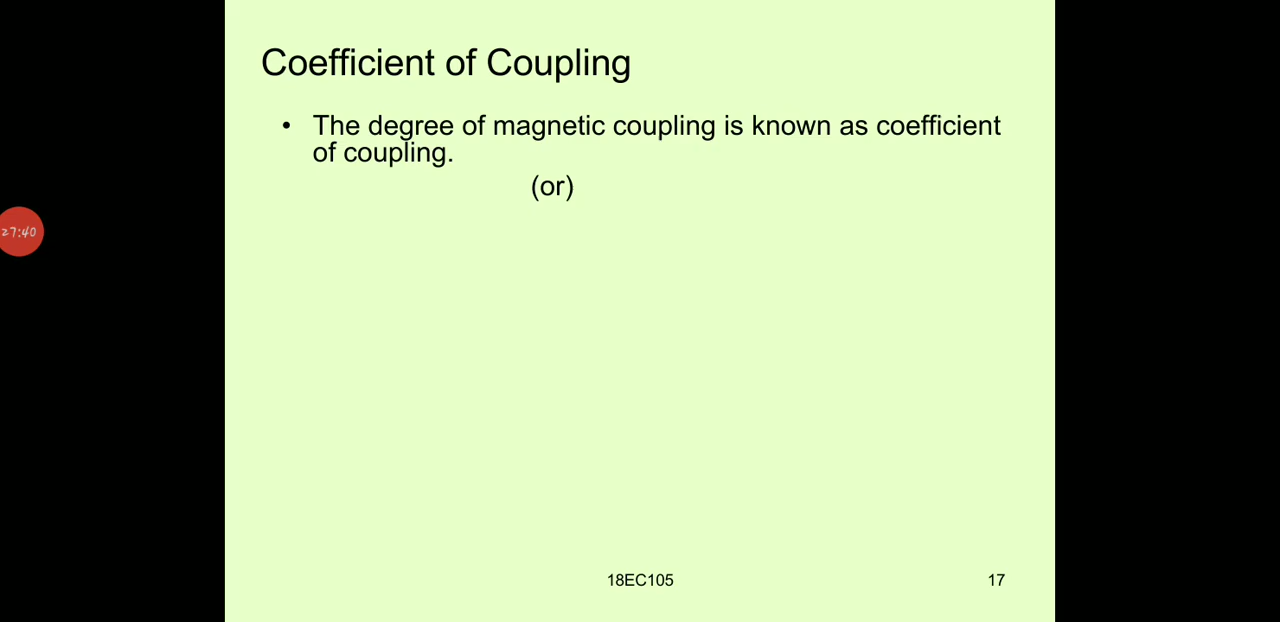 Coefficient of Coupling
• The degree of magnetic coupling is known as coefficient
of coupling.
(or)
27:40
18EC105
17